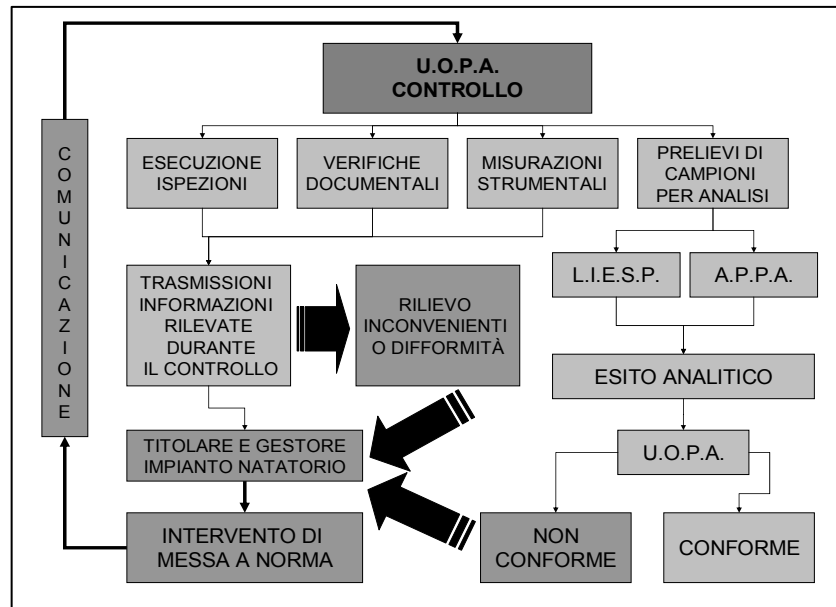 U.O.P.A.
CONTROLLO
COMUNICAZIONE
ESECUZIONE
ISPEZIONI
VERIFICHE
DOCUMENTALI
MISURAZIONI
STRUMENTALI
PRELIEVI DI
CAMPIONI
PER ANALISI
L.I.E.S.P.
A.P.P.A.
TRASMISSIONI
INFORMAZIONI
RILEVATE
DURANTE
IL CONTROLLO
RILIEVO
INCONVENIENTI
O DIFFORMITÀ
ESITO ANALITICO
TITOLARE E GESTORE
IMPIANTO NATATORIO
U.O.P.A.
INTERVENTO DI
MESSA A NORMA
NON
CONFORME
CONFORME